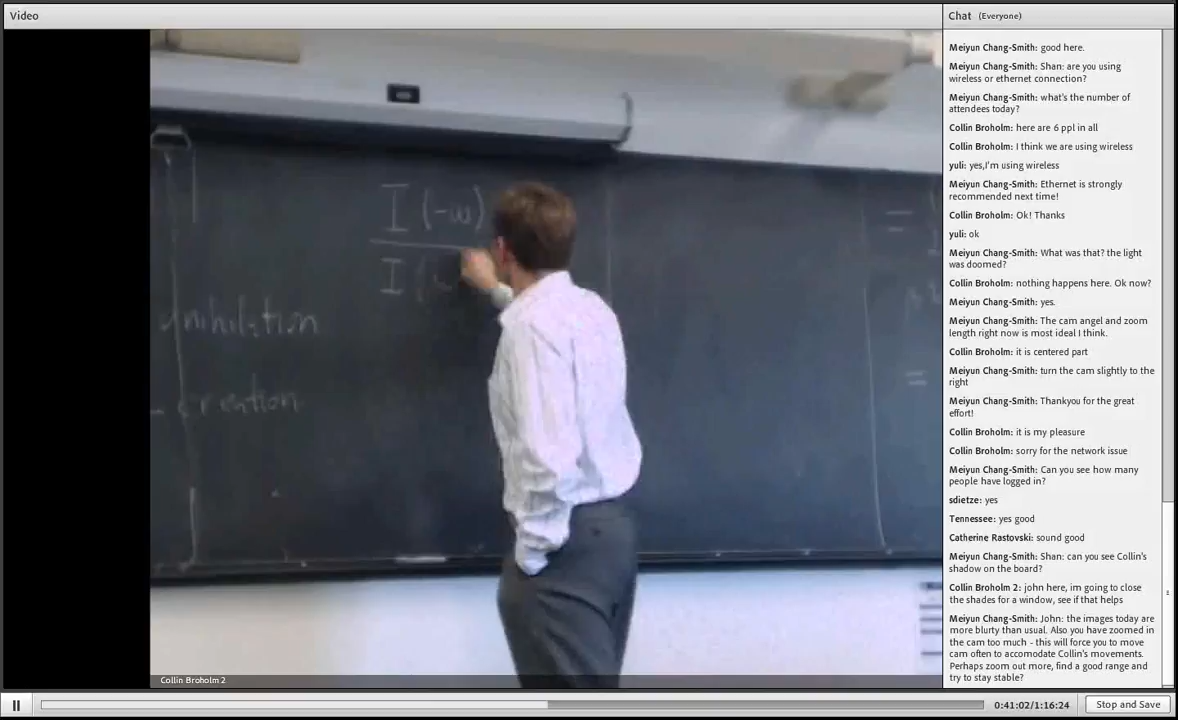 Video
I (-ω)
I (
nihilation
creation
=
=
Collin Broholm 2
Chat (Everyone)
Meiyun Chang-Smith: good here.
Meiyun Chang-Smith: Shan: are you using
wireless or ethernet connection?
Meiyun Chang-Smith: what's the number of
attendees today?
Collin Broholm: here are 6 ppl in all
Collin Broholm: I think we are using wireless
yuli: yes,I'm using wireless
Meiyun Chang-Smith: Ethernet is strongly
recommended next time!
Collin Broholm: Ok! Thanks
yuli: ok
Meiyun Chang-Smith: What was that? the light
was doomed?
Collin Broholm: nothing happens here. Ok now?
Meiyun Chang-Smith: yes.
Meiyun Chang-Smith: The cam angel and zoom
length right now is most ideal I think.
Collin Broholm: it is centered part
Meiyun Chang-Smith: turn the cam slightly to the
right
Meiyun Chang-Smith: Thankyou for the great
effort!
Collin Broholm: it is my pleasure
Collin Broholm: sorry for the network issue
Meiyun Chang-Smith: Can you see how many
people have logged in?
sdietze: yes
Tennessee: yes good
Catherine Rastovski: sound good
Meiyun Chang-Smith: Shan: can you see Collin's
shadow on the board?
Collin Broholm 2: john here, im going to close
the shades for a window, see if that helps
Meiyun Chang-Smith: John: the images today are
more blurty than usual. Also you have zoomed in
the cam too much - this will force you to move
cam often to accomodate Collin's movements.
Perhaps zoom out more, find a good range and
try to stay stable?
0:41:02/1:16:24
Stop and Save